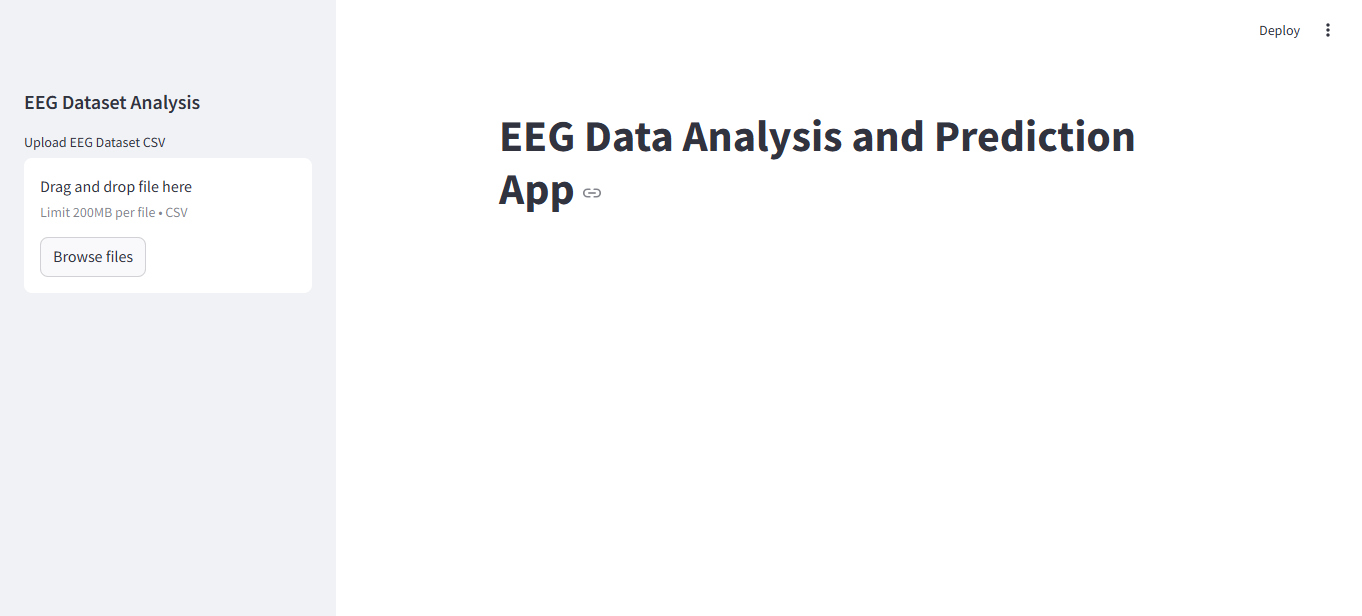 Deploy
EEG Dataset Analysis
Upload EEG Dataset CSV
Drag and drop file here
Limit 200MB per file • CSV
Browse files
EEG Data Analysis and Prediction
App